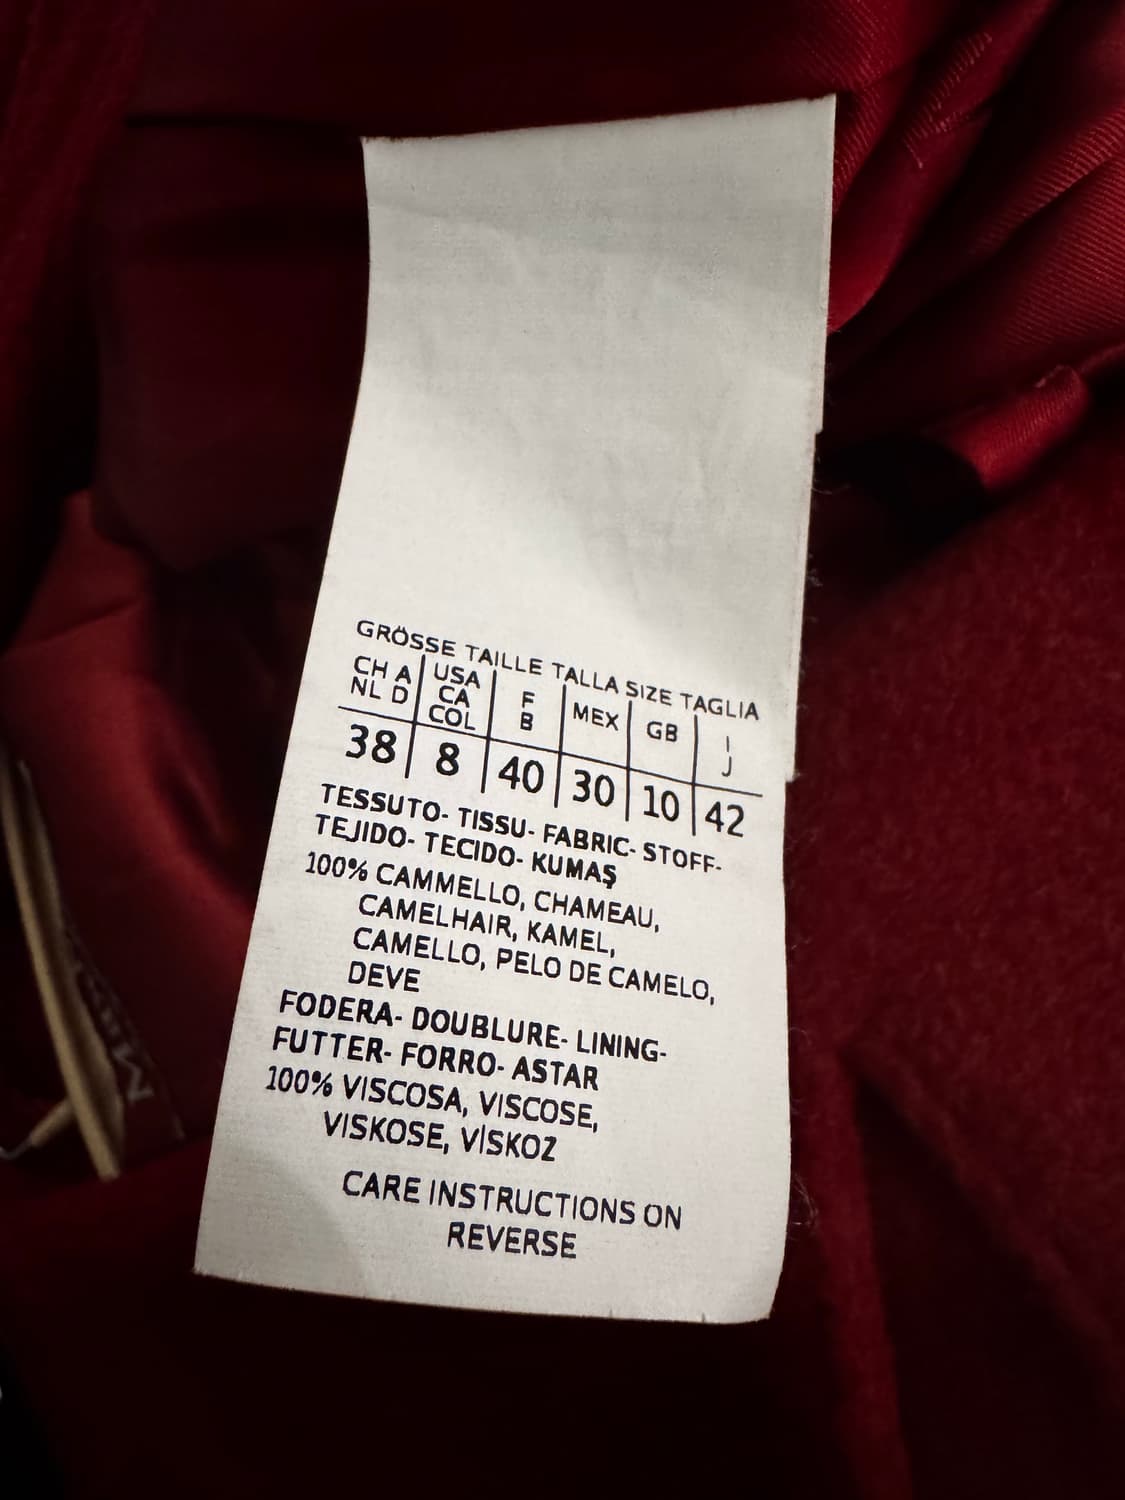 GRÖSSE TAILLE TALLA SIZE TAGLIA
CH A USA F MEX GB I
NL D CA B J
COL
38 8 40 30 10 42
TESSUTO- TISSU- FABRIC- STOFF-
TEJIDO- TECIDO- KUMAŞ
100% CAMMELLO, CHAMEAU,
CAMELHAIR, KAMEL,
CAMELLO, PELO DE CAMELO,
DEVE
FODERA- DOUBLURE- LINING-
FUTTER- FORRO- ASTAR
100% VISCOSA, VISCOSE,
VISKOSE, VİSKOZ
CARE INSTRUCTIONS ON
REVERSE